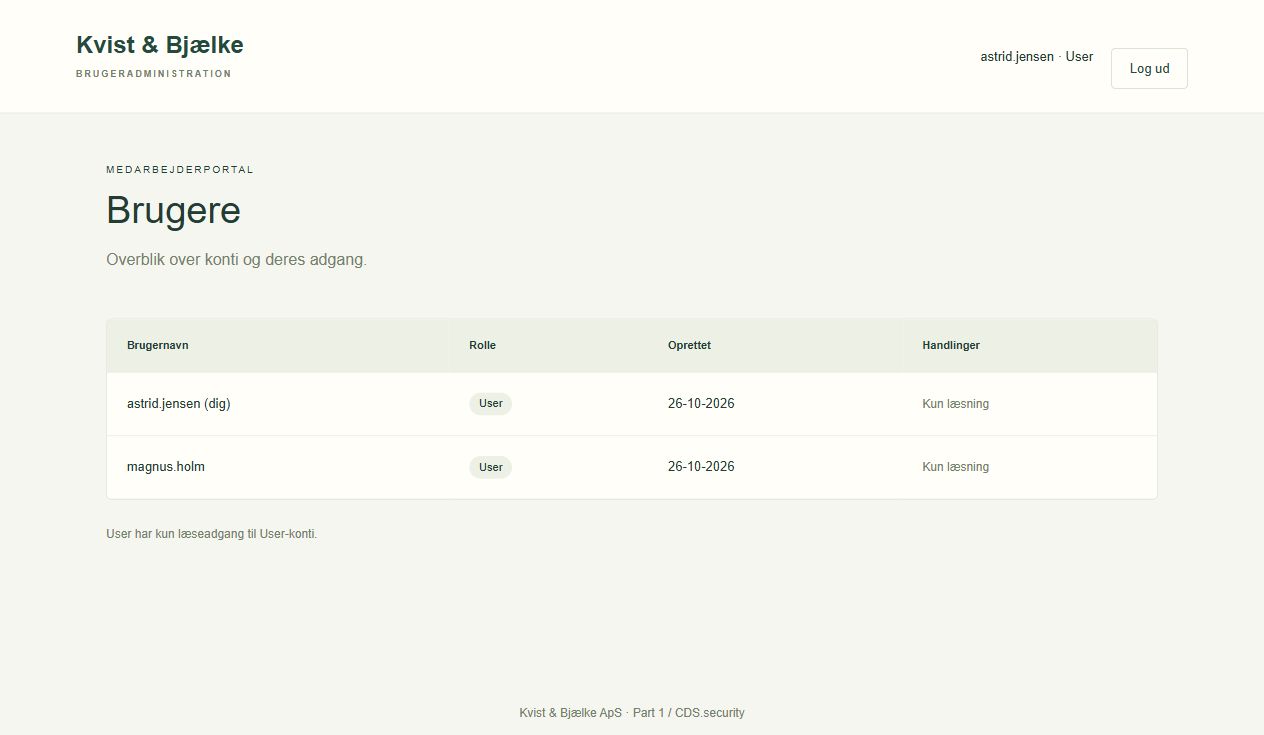 Kvist & Bjælke
BRUGERADMINISTRATION
astrid.jensen · User
Log ud
MEDARBEJDERPORTAL
Brugere
Overblik over konti og deres adgang.
Brugernavn Rolle Oprettet Handlinger
astrid.jensen (dig) User 26-10-2026 Kun læsning
magnus.holm User 26-10-2026 Kun læsning
User har kun læseadgang til User-konti.
Kvist & Bjælke ApS · Part 1 / CDS.security